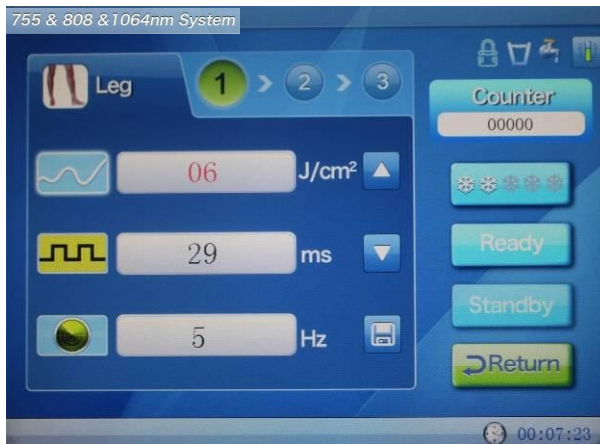 755 & 808 &1064nm System
Leg
1
2
3
Counter
00000
06
J/cm²
29
ms
Ready
Standby
5
Hz
Return
00:07:23